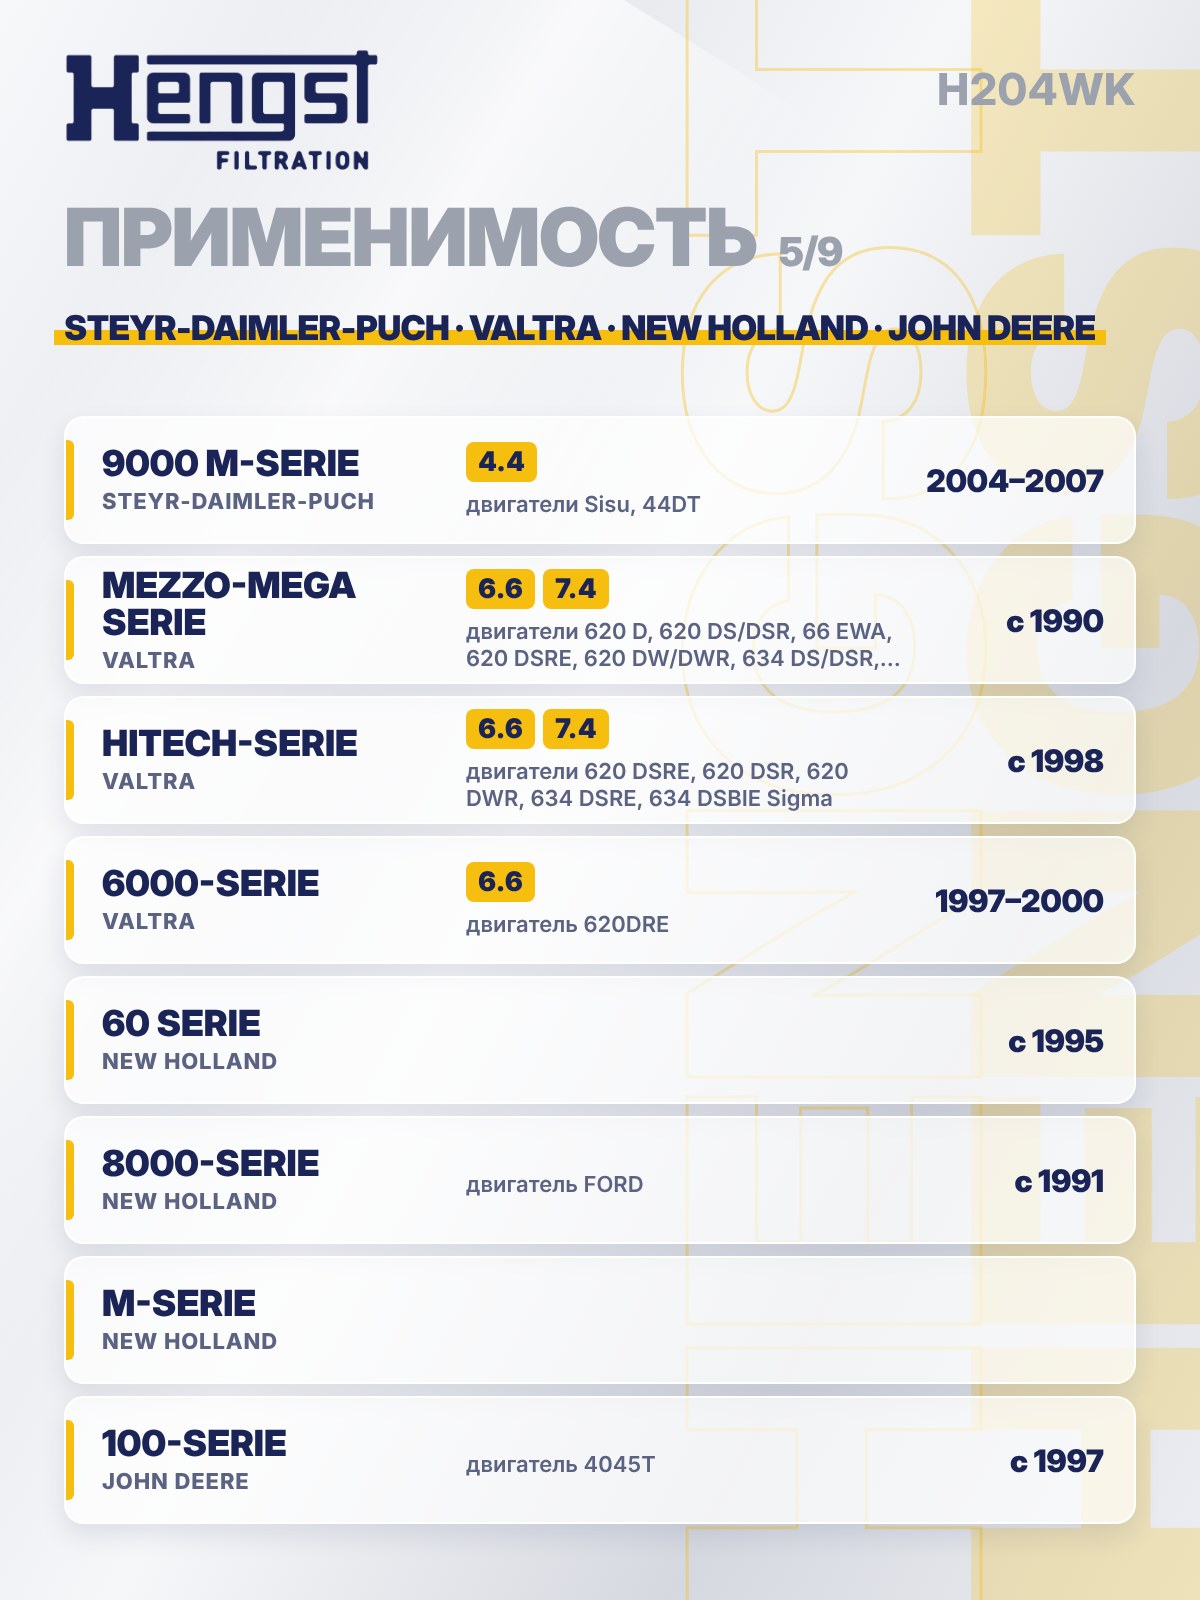 Hengst
FILTRATION
H204WK
ПРИМЕНИМОСТЬ 5/9
STEYR-DAIMLER-PUCH · VALTRA · NEW HOLLAND · JOHN DEERE
9000 M-SERIE
STEYR-DAIMLER-PUCH
4.4
двигатели Sisu, 44DT
2004–2007
MEZZO-MEGA
SERIE
VALTRA
6.6 7.4
двигатели 620 D, 620 DS/DSR, 66 EWA,
620 DSRE, 620 DW/DWR, 634 DS/DSR,...
с 1990
HITECH-SERIE
VALTRA
6.6 7.4
двигатели 620 DSRE, 620 DSR, 620
DWR, 634 DSRE, 634 DSBIE Sigma
с 1998
6000-SERIE
VALTRA
6.6
двигатель 620DRE
1997–2000
60 SERIE
NEW HOLLAND
с 1995
8000-SERIE
NEW HOLLAND
двигатель FORD
с 1991
M-SERIE
NEW HOLLAND
100-SERIE
JOHN DEERE
двигатель 4045T
с 1997
HENGST